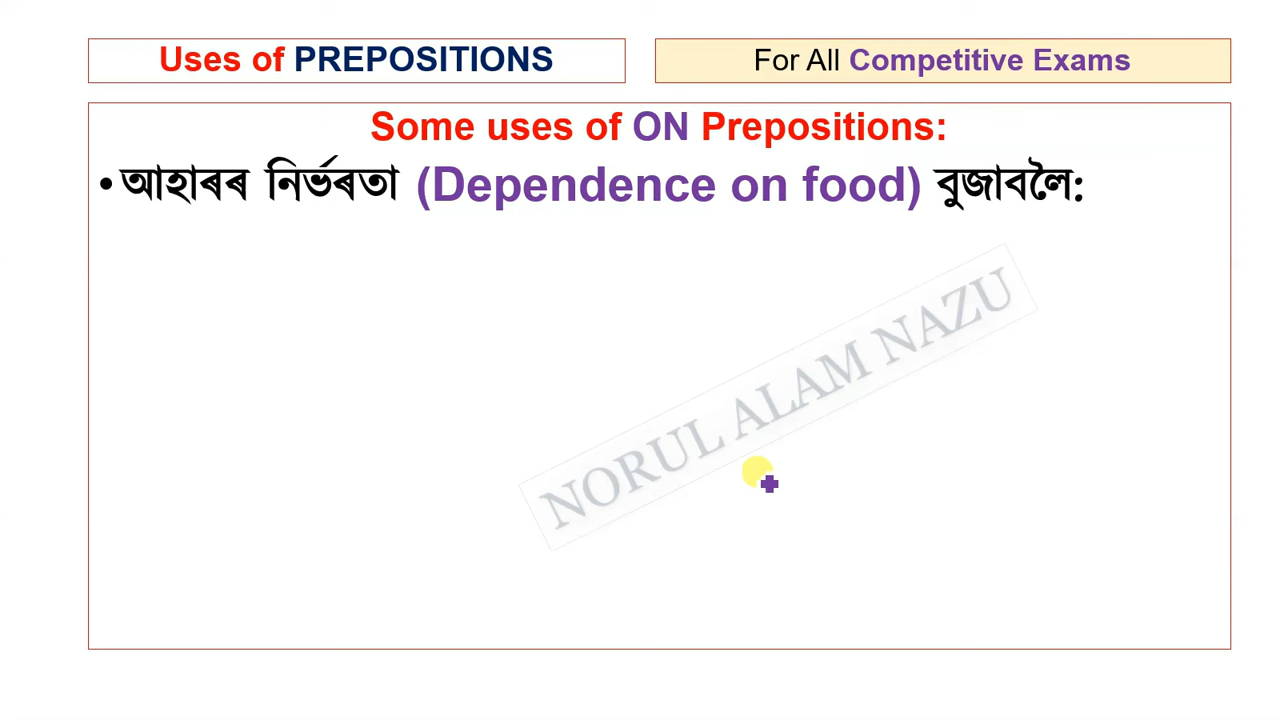 Uses of PREPOSITIONS
For All Competitive Exams
Some uses of ON Prepositions:
• আহাৰৰ নিৰ্ভৰতা (Dependence on food) বুজাবলৈ:
NORUL ALAM NAZU